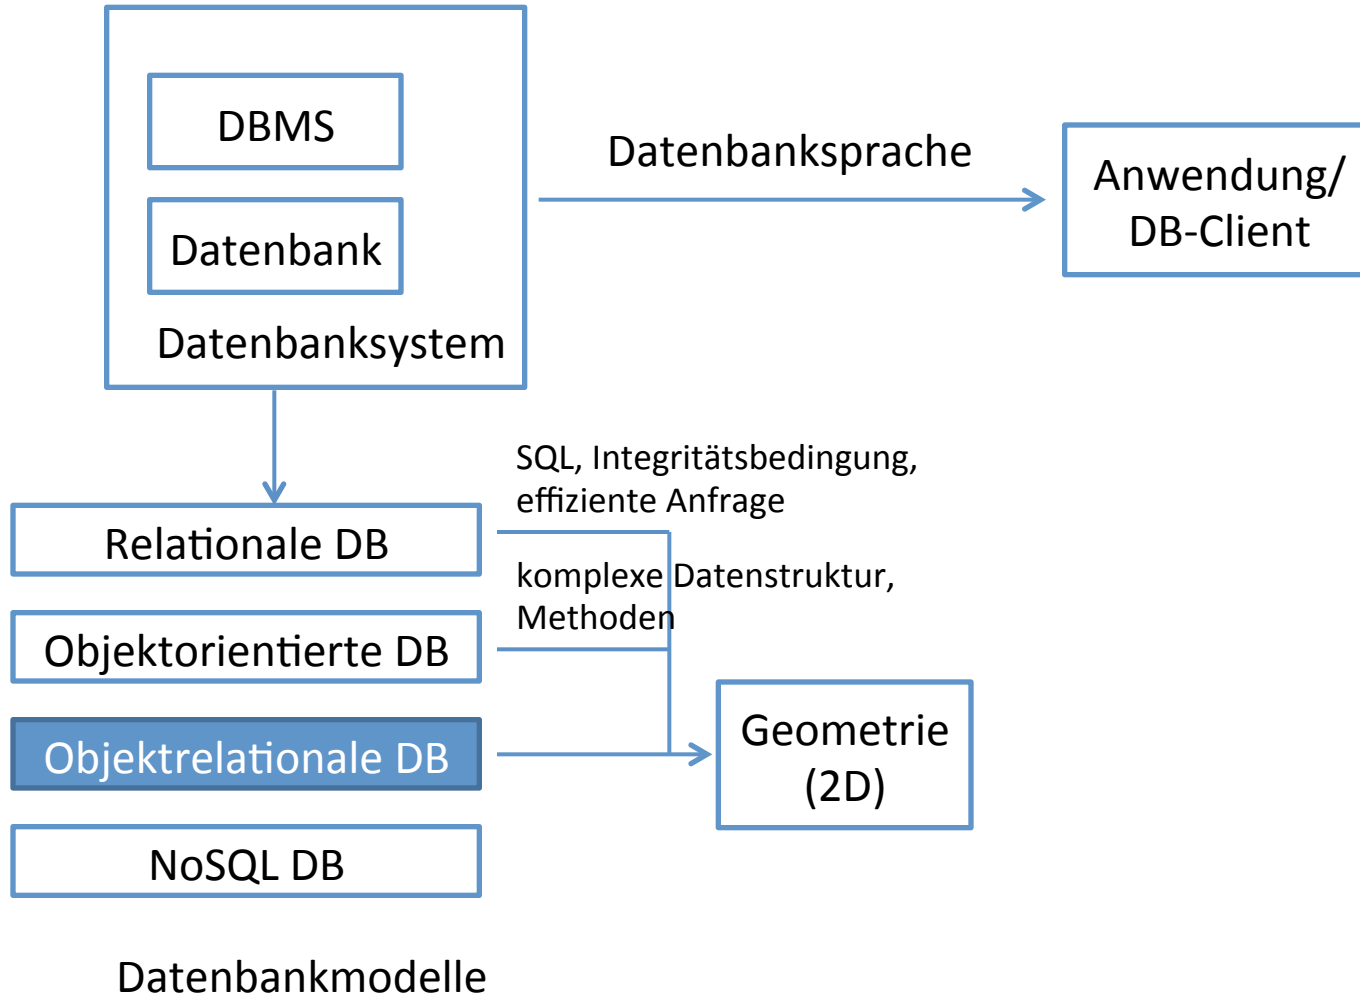 DBMS
Datenbank
Datenbanksystem
Datenbanksprache
Anwendung/
DB-Client
SQL, Integritätsbedingung,
effiziente Anfrage
Relationale DB
komplexe Datenstruktur,
Methoden
Objektorientierte DB
Objektrelationale DB
Geometrie
(2D)
NoSQL DB
Datenbankmodelle